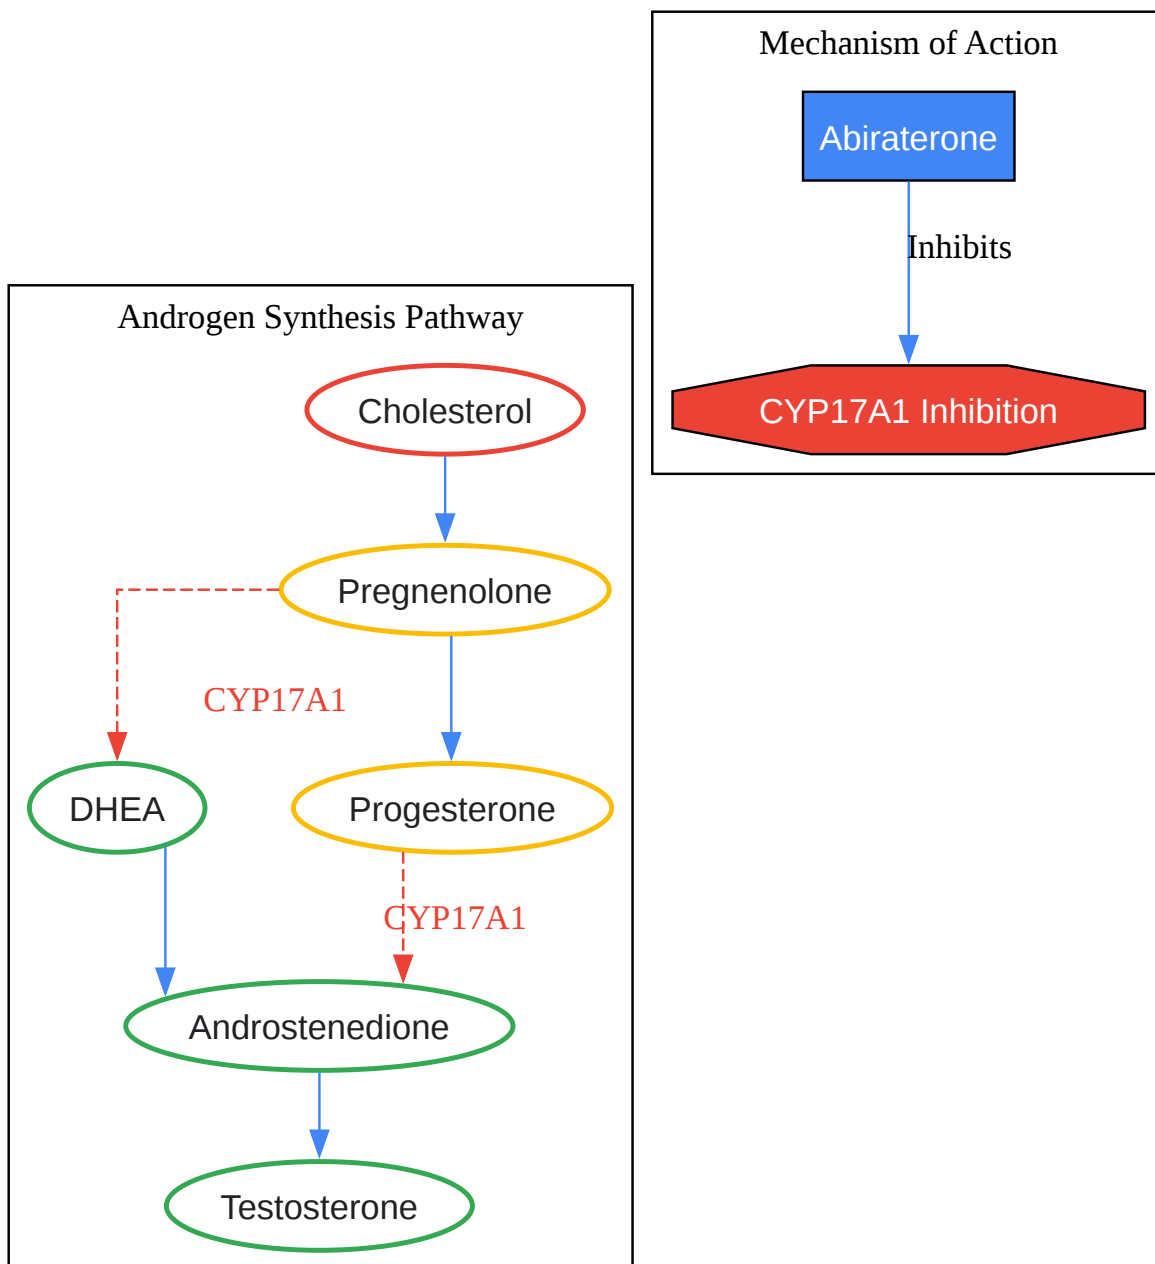 Mechanism of Action
Abiraterone
Inhibits
CYP17A1 Inhibition
Androgen Synthesis Pathway
Cholesterol
Pregnenolone
CYP17A1
DHEA
Progesterone
CYP17A1
Androstenedione
Testosterone